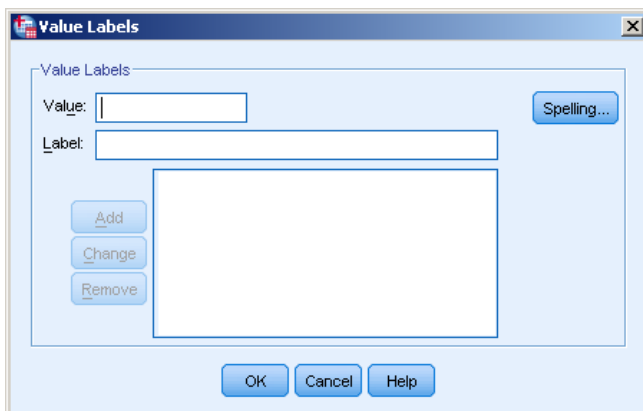 Value Labels
Value Labels
Value:
Spelling...
Label:
Add
Change
Remove
OK Cancel Help